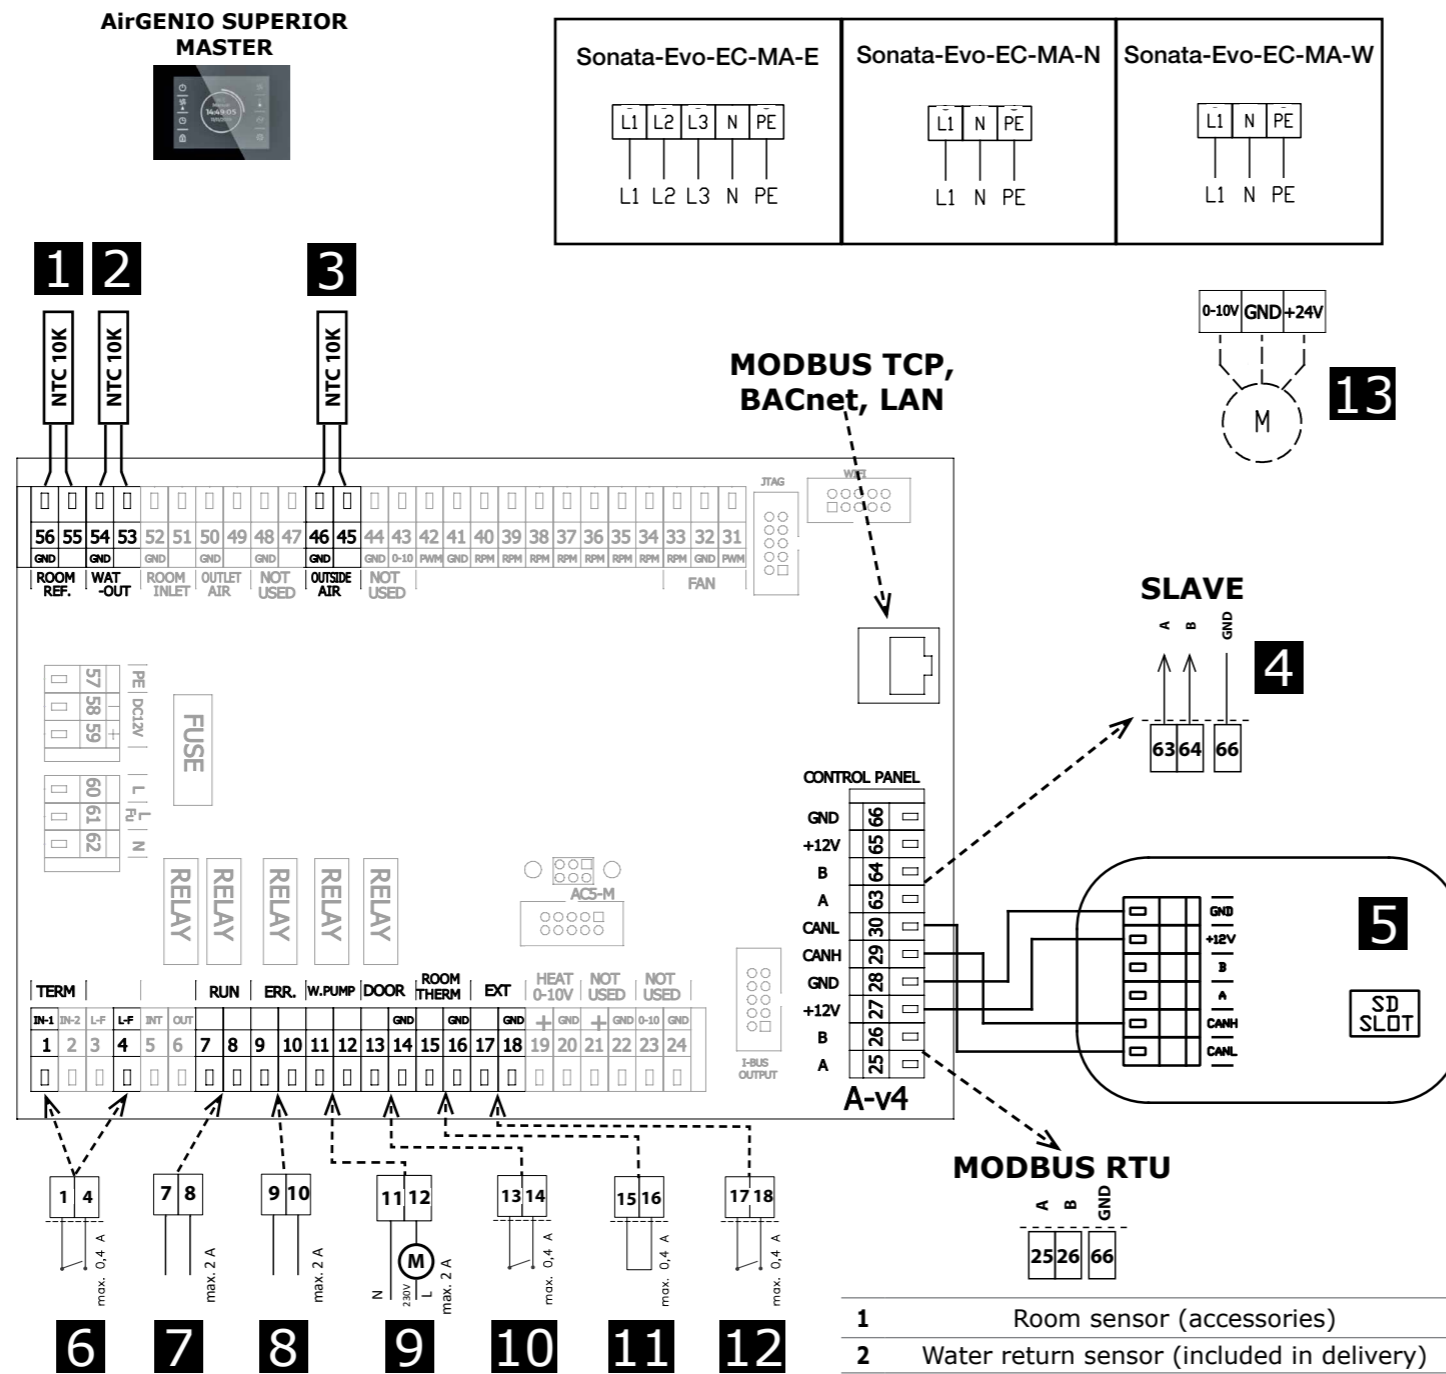 AirGENIO SUPERIOR
MASTER
14:49:05
Sonata-Evo-EC-MA-E
L1 L2 L3 N PE
L1 L2 L3 N PE
Sonata-Evo-EC-MA-N
L1 N PE
L1 N PE
Sonata-Evo-EC-MA-W
L1 N PE
L1 N PE
1 2 3
NTC 10K
NTC 10K
NTC 10K
0-10V GND +24V
M
13
MODBUS TCP,
BACnet, LAN
JTAG
WIFI
56 55 54 53 52 51 50 49 48 47 46 45 44 43 42 41 40 39 38 37 36 35 34 33 32 31
GND GND GND GND GND GND GND 0-10 PWM GND RPM RPM RPM RPM RPM RPM RPM RPM GND PWM
ROOM REF.
WAT -OUT
ROOM INLET
OUTLET AIR
NOT USED
OUTSIDE AIR
NOT USED
FAN
57 PE
58 - DC12V
59 +
60 L
61 L FU
62 N
FUSE
RELAY RELAY RELAY RELAY RELAY
AC5-M
SLAVE
A B GND
63 64 66
4
CONTROL PANEL
GND 66
+12V 65
B 64
A 63
CANL 30
CANH 29
GND 28
+12V 27
B 26
A 25
A-v4
GND
+12V
B
A
CANH
CANL
5
SD
SLOT
I-BUS
OUTPUT
TERM
RUN
ERR.
W.PUMP
DOOR
ROOM THERM
EXT
HEAT 0-10V
NOT USED
NOT USED
IN-1 IN-2 L-F L-F INT OUT GND GND GND + GND + GND 0-10 GND
1 2 3 4 5 6 7 8 9 10 11 12 13 14 15 16 17 18 19 20 21 22 23 24
MODBUS RTU
A B GND
25 26 66
1 4
max. 0,4 A
6
7 8
max. 2 A
7
9 10
max. 2 A
8
11 12
M
N 230V L
max. 2 A
9
13 14
max. 0,4 A
10
15 16
max. 0,4 A
11
17 18
max. 0,4 A
12
1 Room sensor (accessories)
2 Water return sensor (included in delivery)